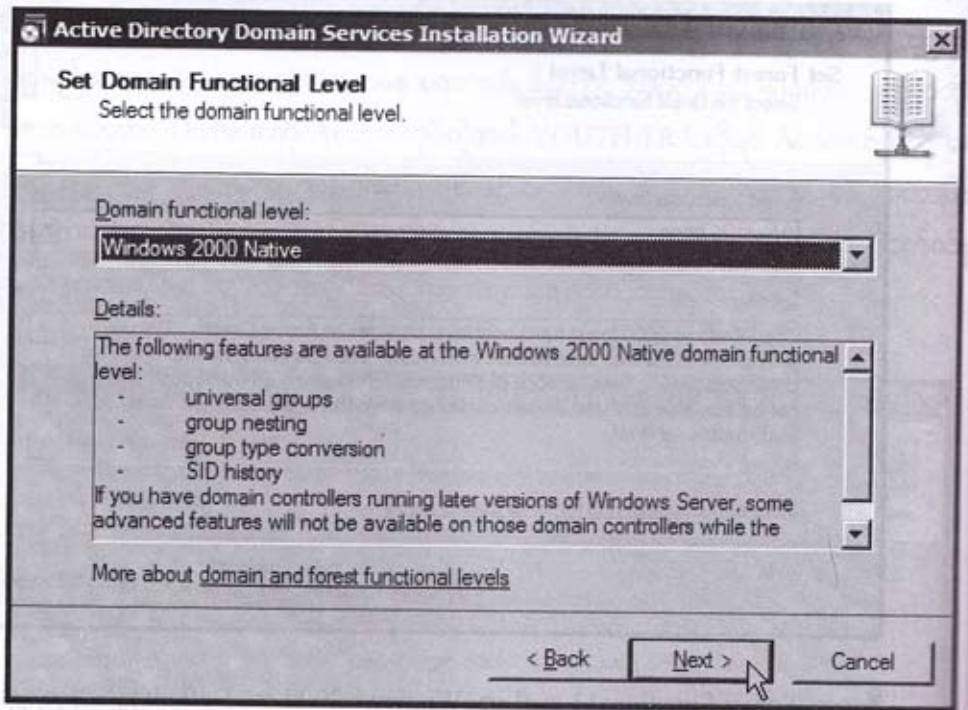 Active Directory Domain Services Installation Wizard
Set Domain Functional Level
Select the domain functional level.
Domain functional level:
Windows 2000 Native
Details:
The following features are available at the Windows 2000 Native domain functional
level:
- universal groups
- group nesting
- group type conversion
- SID history
If you have domain controllers running later versions of Windows Server, some
advanced features will not be available on those domain controllers while the
More about domain and forest functional levels
< Back
Next >
Cancel